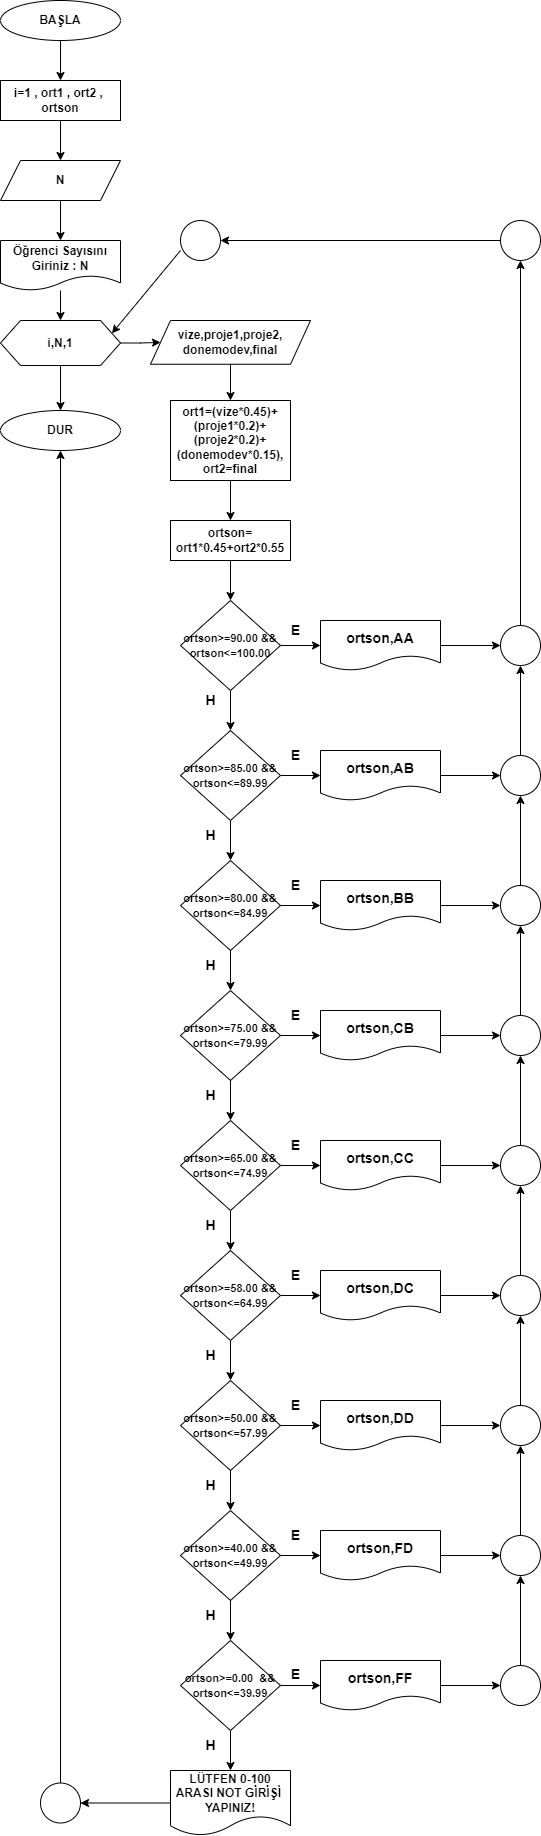 BAŞLA
i=1 , ort1 , ort2 ,
ortson
N
Öğrenci Sayısını
Giriniz : N
i,N,1
vize,proje1,proje2,
donemodev,final
DUR
ort1=(vize*0.45)+
(proje1*0.2)+
(proje2*0.2)+
(donemodev*0.15),
ort2=final
ortson=
ort1*0.45+ort2*0.55
ortson>=90.00 &&
ortson<=100.00
E
ortson,AA
H
ortson>=85.00 &&
ortson<=89.99
E
ortson,AB
H
ortson>=80.00 &&
ortson<=84.99
E
ortson,BB
H
ortson>=75.00 &&
ortson<=79.99
E
ortson,CB
H
ortson>=65.00 &&
ortson<=74.99
E
ortson,CC
H
ortson>=58.00 &&
ortson<=64.99
E
ortson,DC
H
ortson>=50.00 &&
ortson<=57.99
E
ortson,DD
H
ortson>=40.00 &&
ortson<=49.99
E
ortson,FD
H
ortson>=0.00 &&
ortson<=39.99
E
ortson,FF
H
LÜTFEN 0-100
ARASI NOT GİRİŞİ
YAPINIZ!